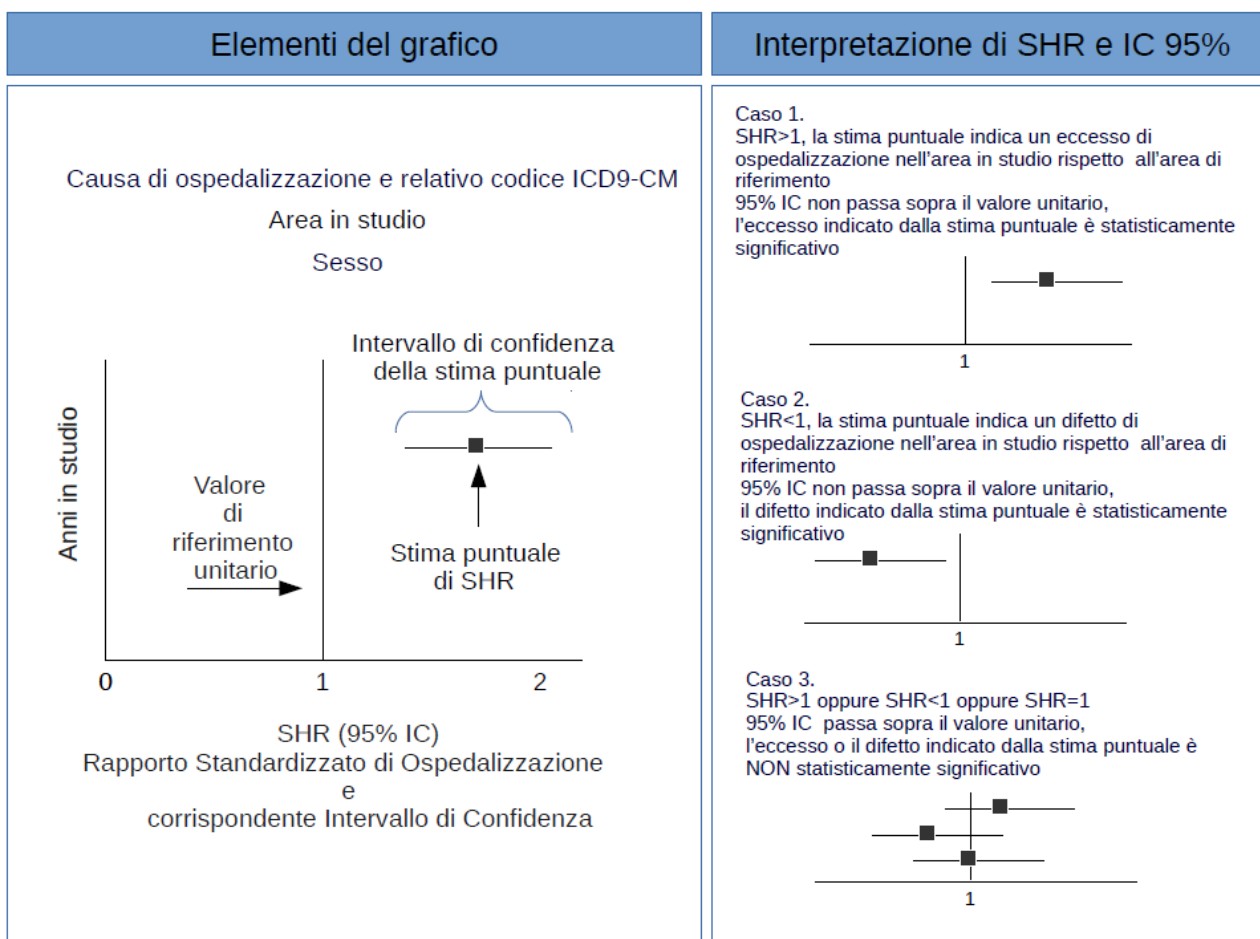 Elementi del grafico
Causa di ospedalizzazione e relativo codice ICD9-CM
Area in studio
Sesso
Intervallo di confidenza
della stima puntuale
Anni in studio
Valore
di
riferimento
unitario
Stima puntuale
di SHR
0
1
2
SHR (95% IC)
Rapporto Standardizzato di Ospedalizzazione
e
corrispondente Intervallo di Confidenza
Interpretazione di SHR e IC 95%
Caso 1.
SHR>1, la stima puntuale indica un eccesso di
ospedalizzazione nell'area in studio rispetto all'area di
riferimento
95% IC non passa sopra il valore unitario,
l'eccesso indicato dalla stima puntuale è statisticamente
significativo
1
Caso 2.
SHR<1, la stima puntuale indica un difetto di
ospedalizzazione nell'area in studio rispetto all'area di
riferimento
95% IC non passa sopra il valore unitario,
il difetto indicato dalla stima puntuale è statisticamente
significativo
1
Caso 3.
SHR>1 oppure SHR<1 oppure SHR=1
95% IC passa sopra il valore unitario,
l'eccesso o il difetto indicato dalla stima puntuale è
NON statisticamente significativo
1